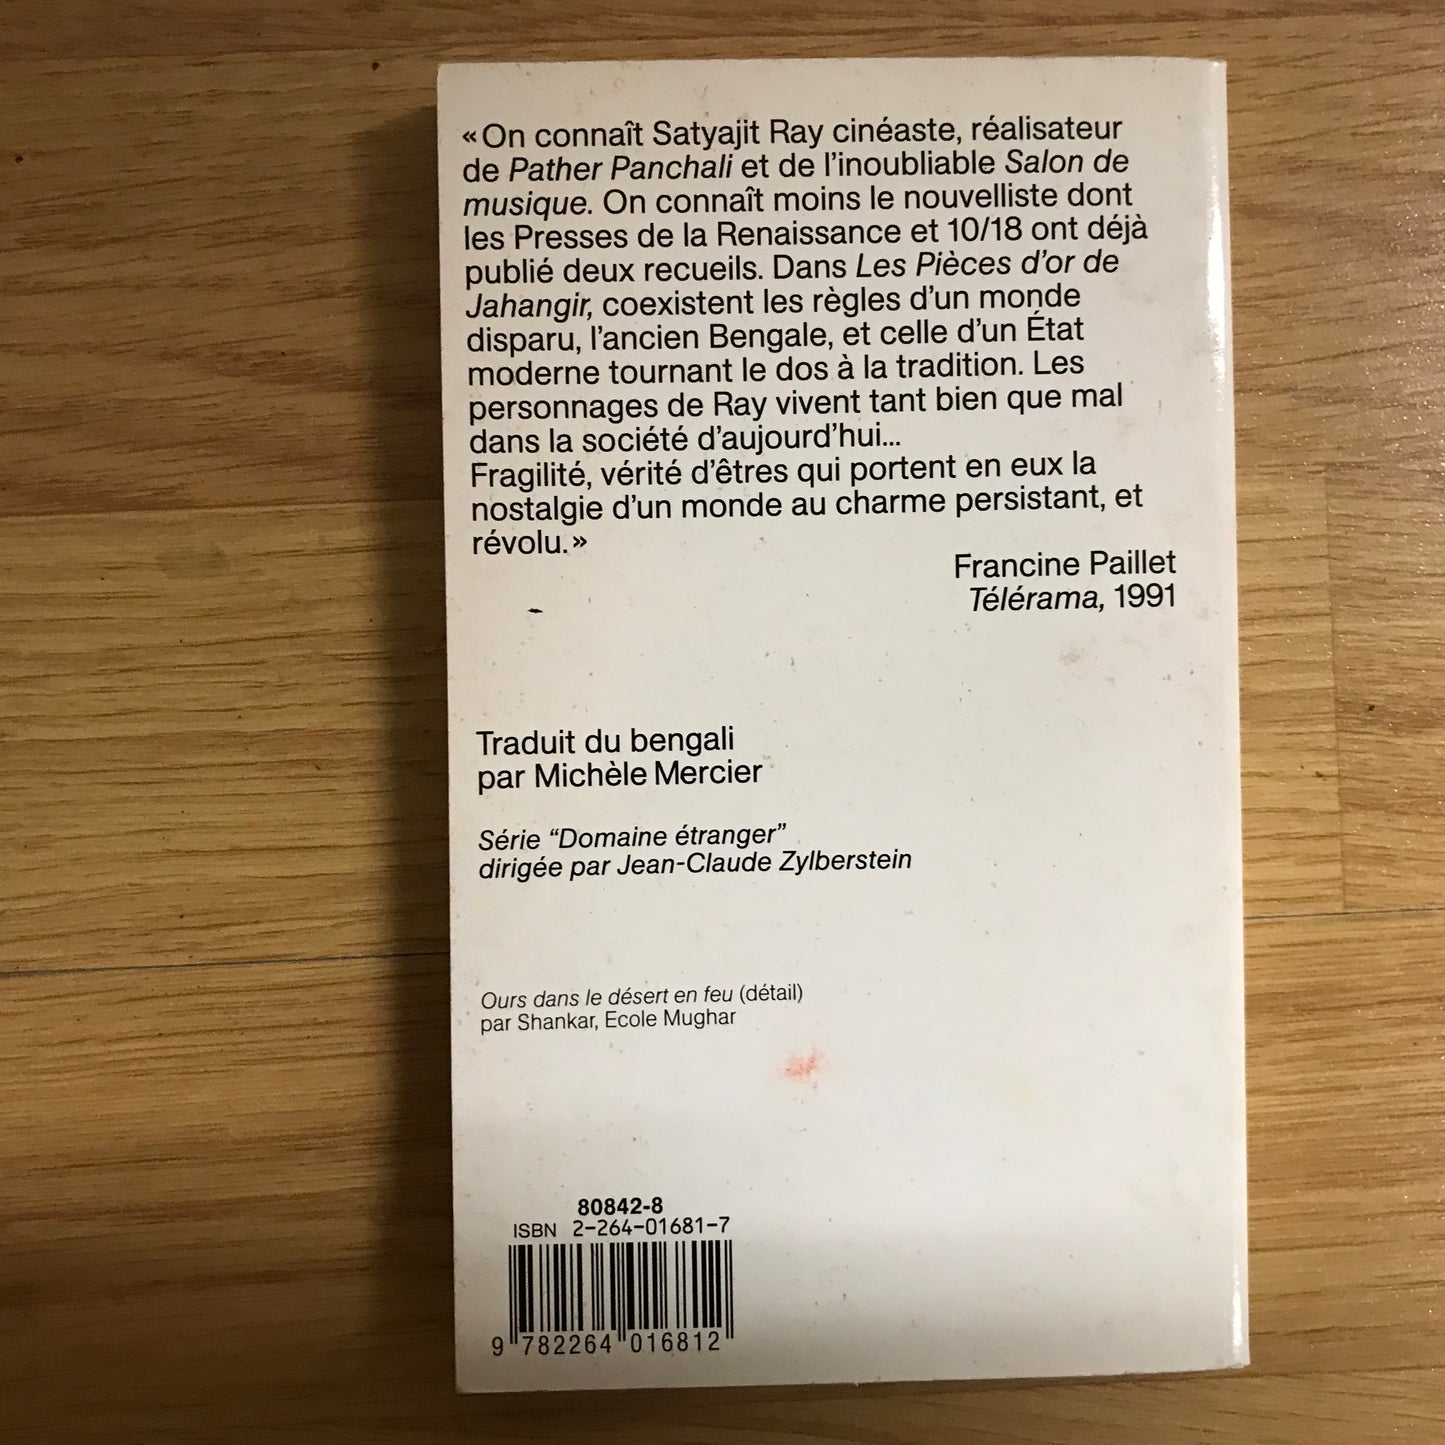 « On connaît Satyajit Ray cinéaste, réalisateur
de Pather Panchali et de l'inoubliable Salon de
musique. On connaît moins le nouvelliste dont
les Presses de la Renaissance et 10/18 ont déjà
publié deux recueils. Dans Les Pièces d'or de
Jahangir, coexistent les règles d'un monde
disparu, l'ancien Bengale, et celle d'un État
moderne tournant le dos à la tradition. Les
personnages de Ray vivent tant bien que mal
dans la société d'aujourd'hui...
Fragilité, vérité d'êtres qui portent en eux la
nostalgie d'un monde au charme persistant, et
révolu. »
Francine Paillet
Télérama, 1991
Traduit du bengali
par Michèle Mercier
Série “Domaine étranger”
dirigée par Jean-Claude Zylberstein
Ours dans le désert en feu (détail)
par Shankar, Ecole Mughar
80842-8
ISBN 2-264-01681-7
9 782264 016812